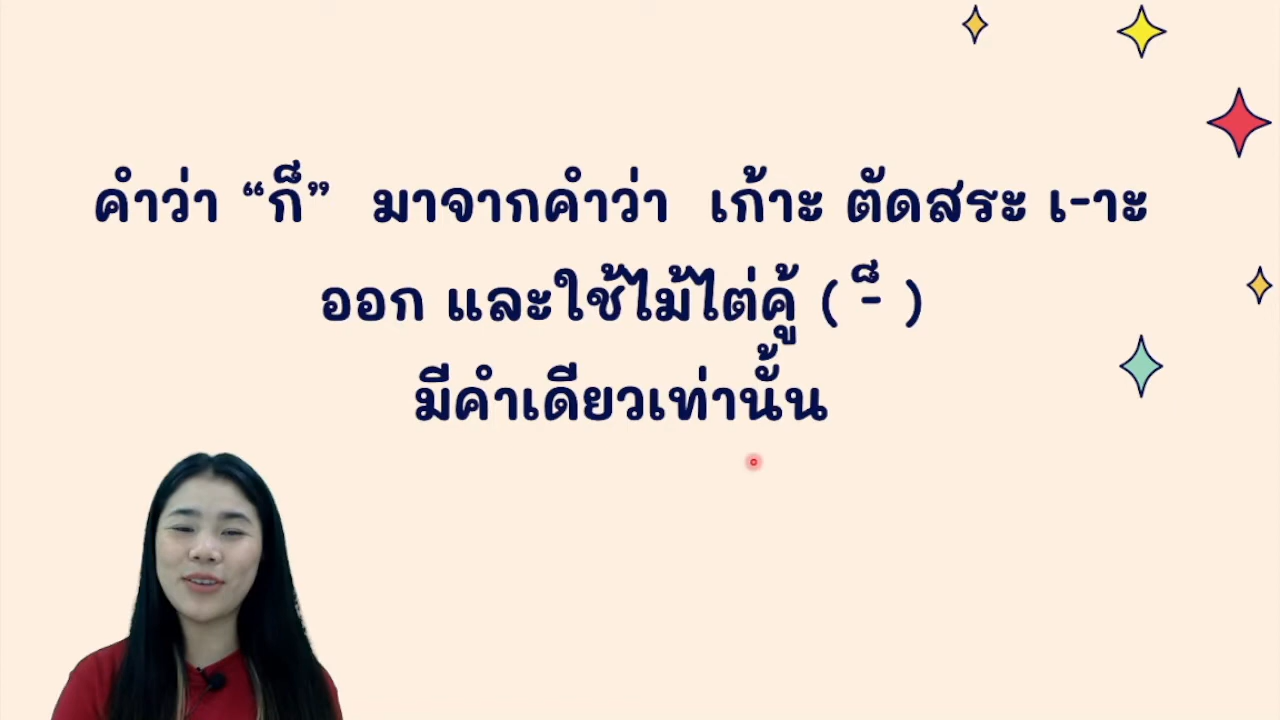 คำว่า “ก็” มาจากคำว่า เก้าะ ตัดสระ เ-าะ
ออก และใช้ไม้ไต่คู้ ( -็ )
มีคำเดียวเท่านั้น